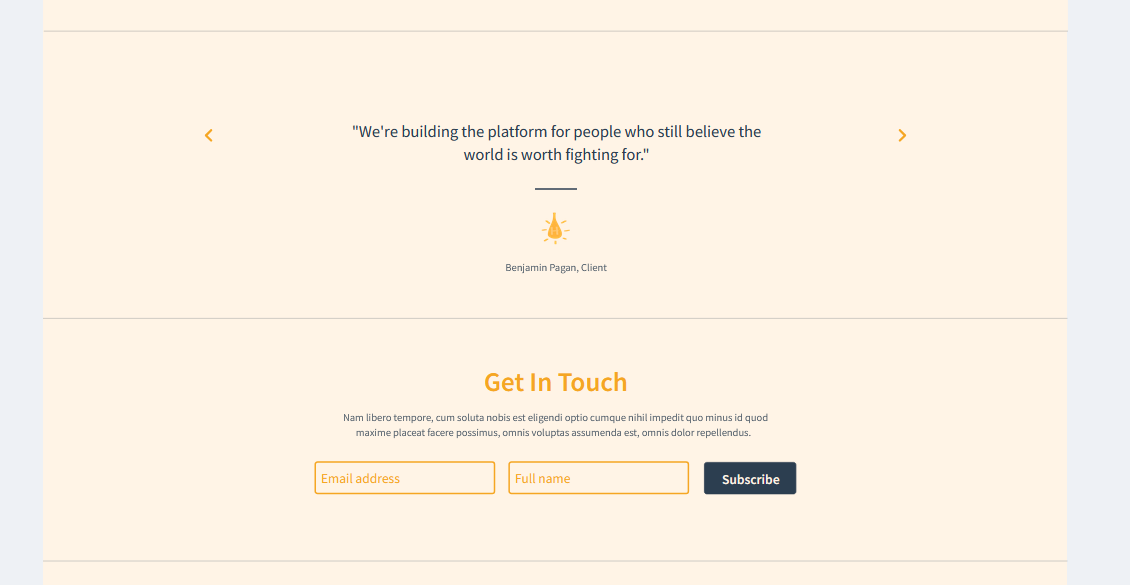 "We're building the platform for people who still believe the
world is worth fighting for."
Benjamin Pagan, Client
Get In Touch
Nam libero tempore, cum soluta nobis est eligendi optio cumque nihil impedit quo minus id quod
maxime placeat facere possimus, omnis voluptas assumenda est, omnis dolor repellendus.
Email address
Full name
Subscribe